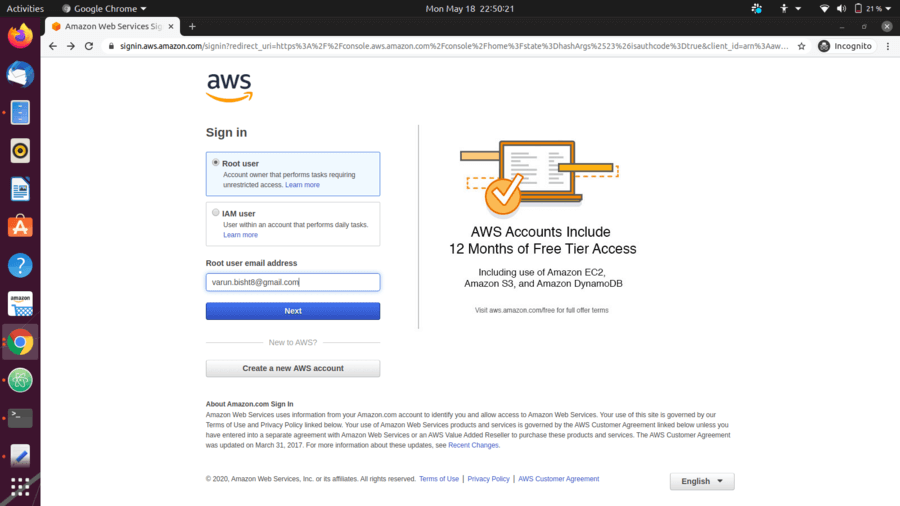 Activities
Google Chrome
Mon May 18 22:50:21
21 %
Amazon Web Services Sig
signin.aws.amazon.com/signin?redirect_uri=https%3A%2F%2Fconsole.aws.amazon.com%2Fconsole%2Fhome%3Fstate%3DhashArgs%2523%26isauthcode%3Dtrue&client_id=arn%3Aaw...
Incognito
aws
Sign in
Root user
Account owner that performs tasks requiring
unrestricted access. Learn more
IAM user
User within an account that performs daily tasks.
Learn more
Root user email address
varun.bisht8@gmail.com
Next
New to AWS?
Create a new AWS account
AWS Accounts Include
12 Months of Free Tier Access
Including use of Amazon EC2,
Amazon S3, and Amazon DynamoDB
Visit aws.amazon.com/free for full offer terms
About Amazon.com Sign In
Amazon Web Services uses information from your Amazon.com account to identify you and allow access to Amazon Web Services. Your use of this site is governed by our
Terms of Use and Privacy Policy linked below. Your use of Amazon Web Services products and services is governed by the AWS Customer Agreement linked below unless you
have entered into a separate agreement with Amazon Web Services or an AWS Value Added Reseller to purchase these products and services. The AWS Customer Agreement
was updated on March 31, 2017. For more information about these updates, see Recent Changes.
© 2020, Amazon Web Services, Inc. or its affiliates. All rights reserved. Terms of Use | Privacy Policy | AWS Customer Agreement
English
amazon